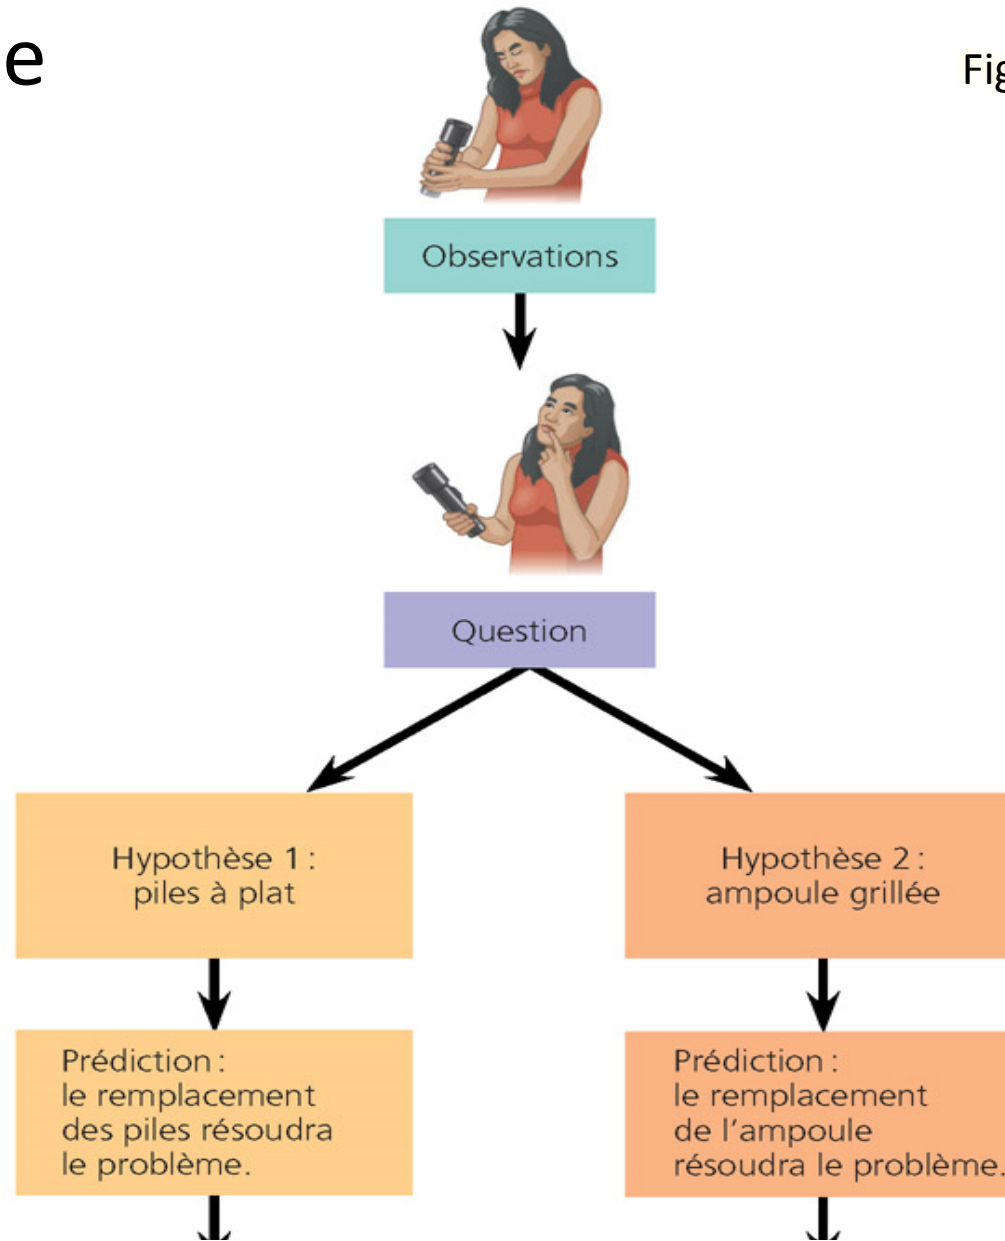 e
Fig
Observations
Question
Hypothèse 1 :
piles à plat
Hypothèse 2 :
ampoule grillée
Prédiction :
le remplacement
des piles résoudra
le problème.
Prédiction :
le remplacement
de l'ampoule
résoudra le problème.